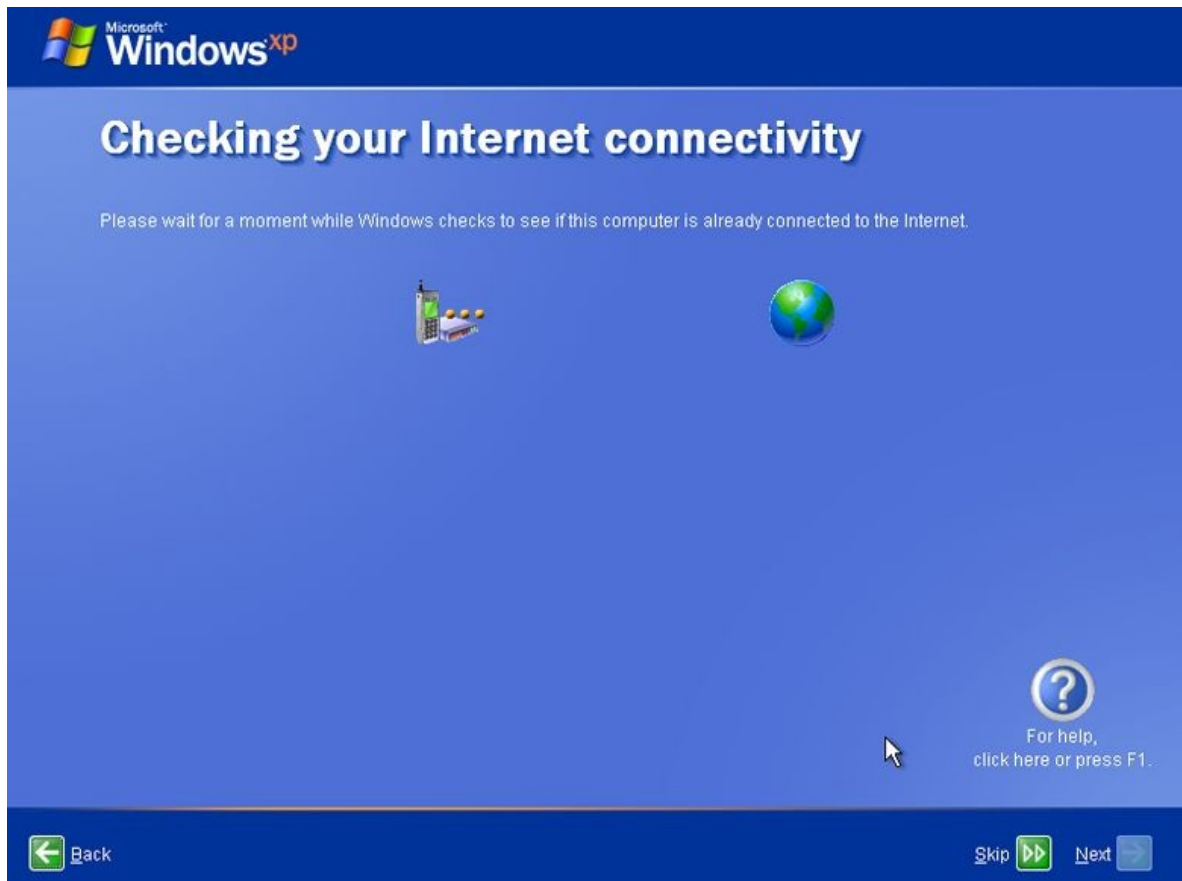 Microsoft
Windows xp
Checking your Internet connectivity
Please wait for a moment while Windows checks to see if this computer is already connected to the Internet.
?
For help,
click here or press F1.
Back
Skip
Next